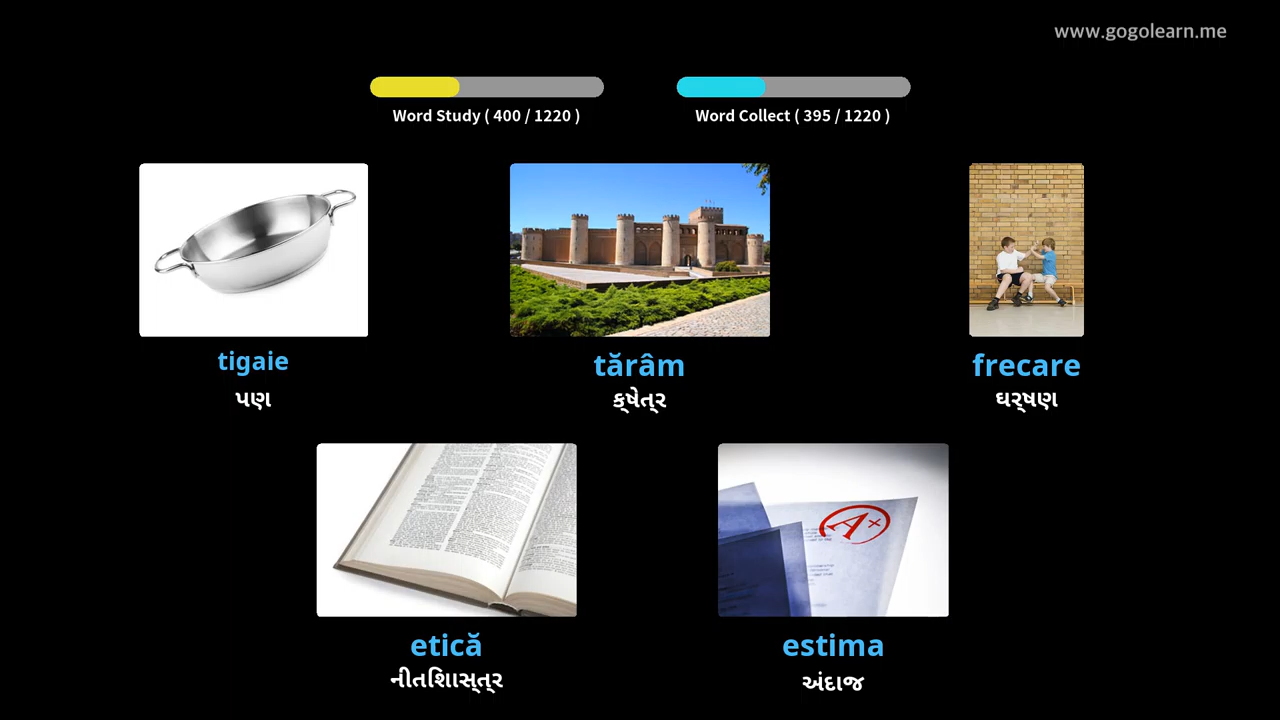 www.gogolearn.me
Word Study ( 400 / 1220 )
Word Collect ( 395 / 1220 )
tigaie
પણ
tărâm
ક્ષેત્ર
frecare
ઘર્ષણ
A+
etică
નીતિશાસ્ત્ર
estima
અંદાજ